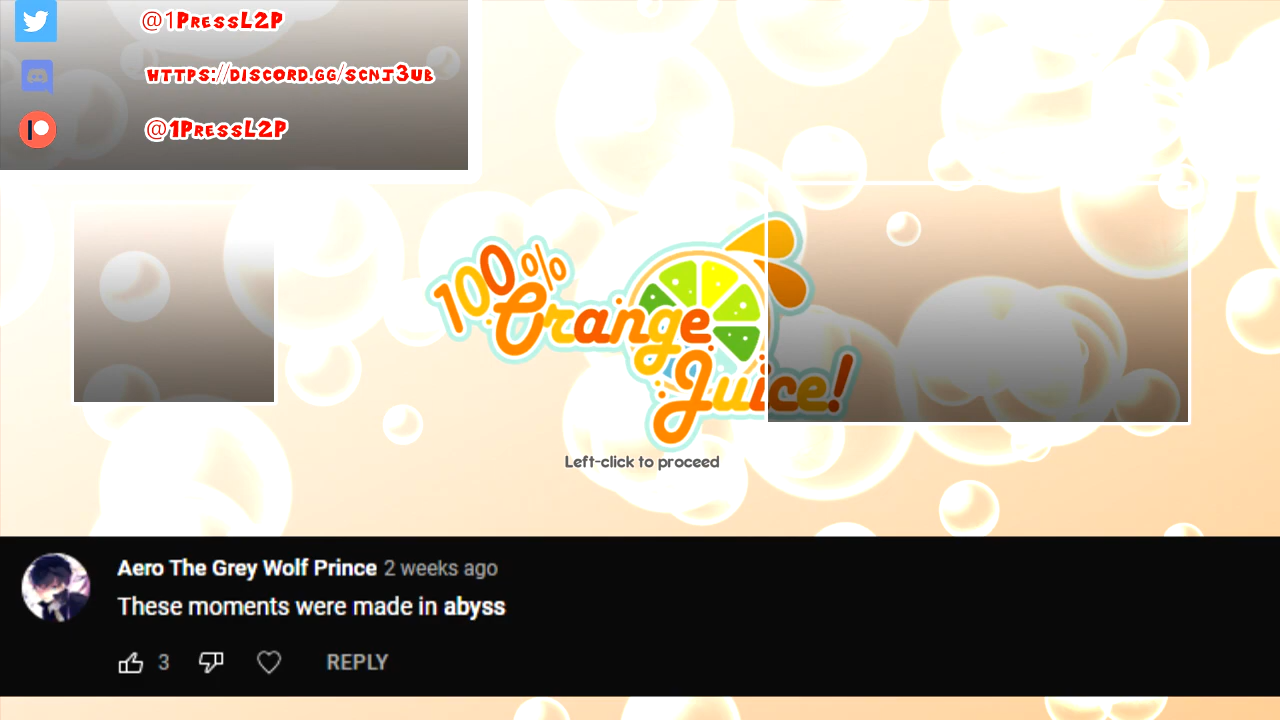 @1PressL2P
https://discord.gg/scnj3ub
@1PressL2P
100%
Orange
Juice!
Left-click to proceed
Aero The Grey Wolf Prince 2 weeks ago
These moments were made in abyss
3 REPLY